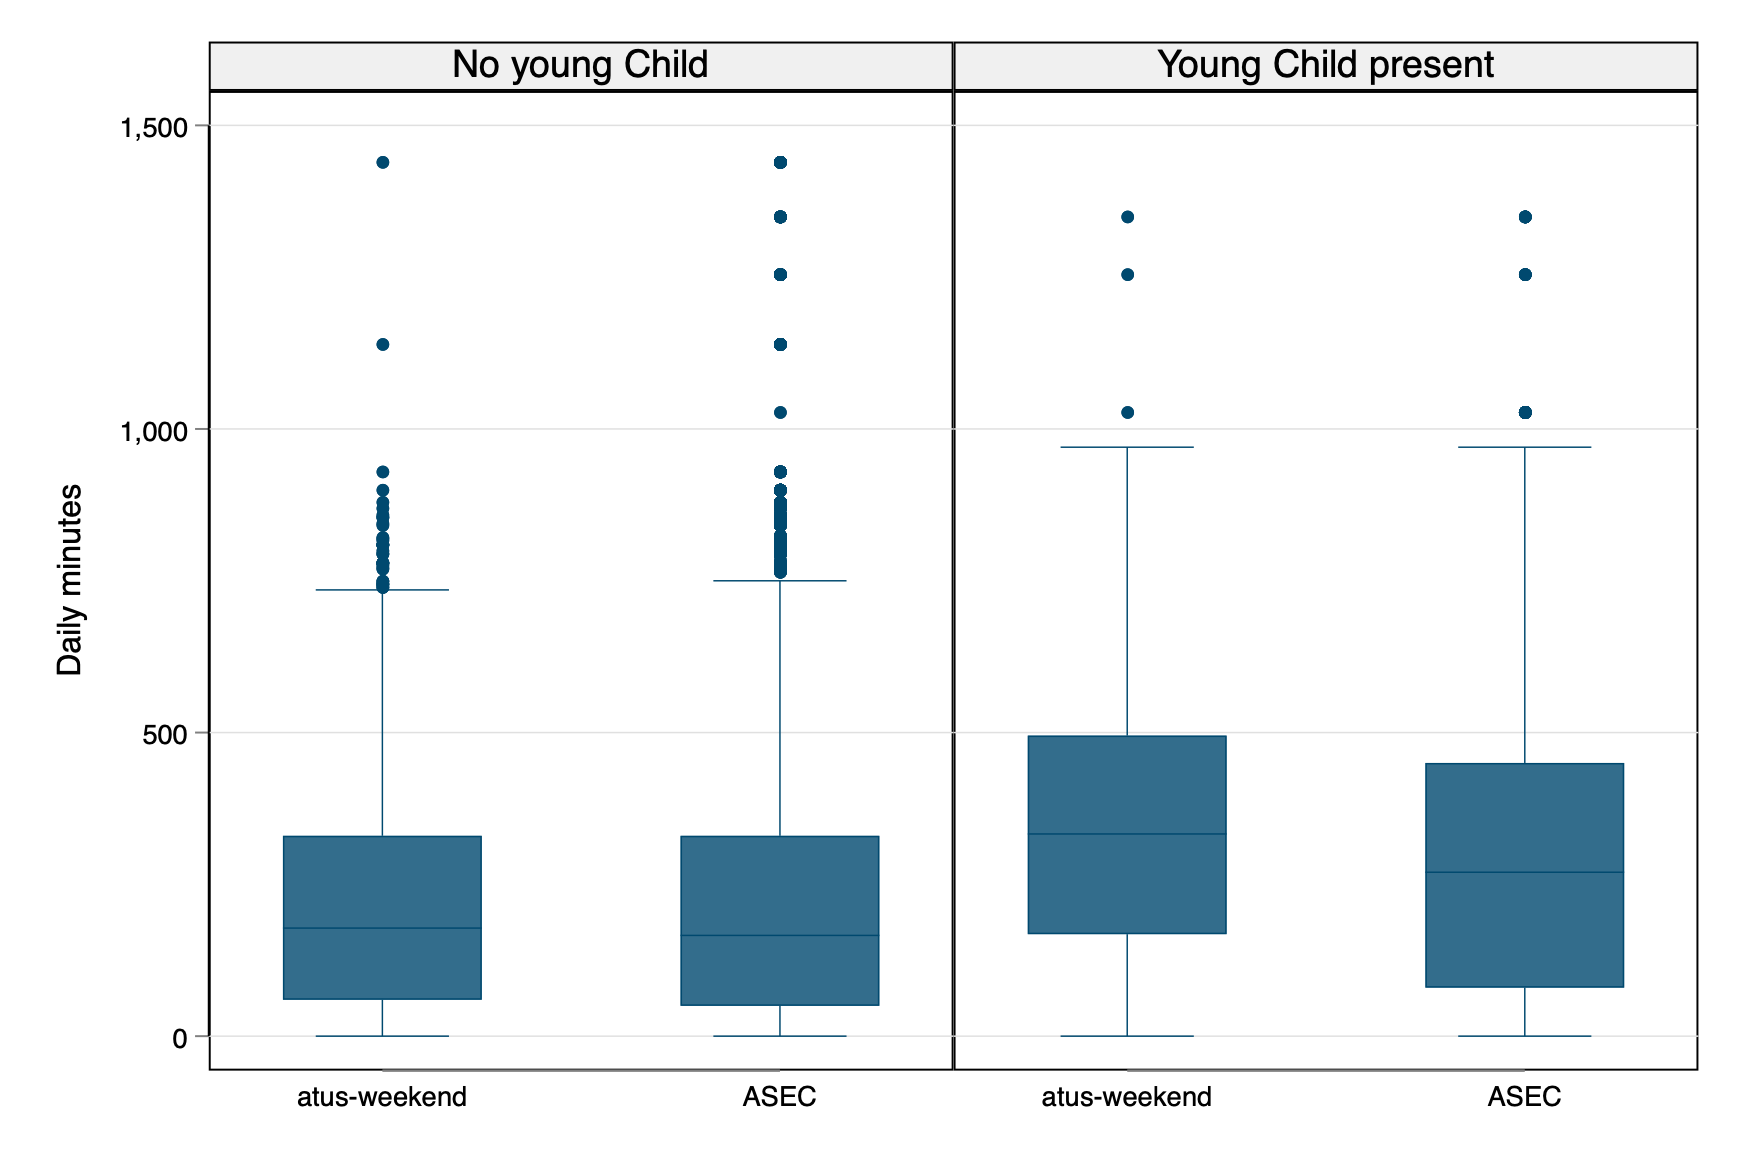 No young Child
Young Child present
1,500
1,000
500
0
Daily minutes
atus-weekend
ASEC
atus-weekend
ASEC